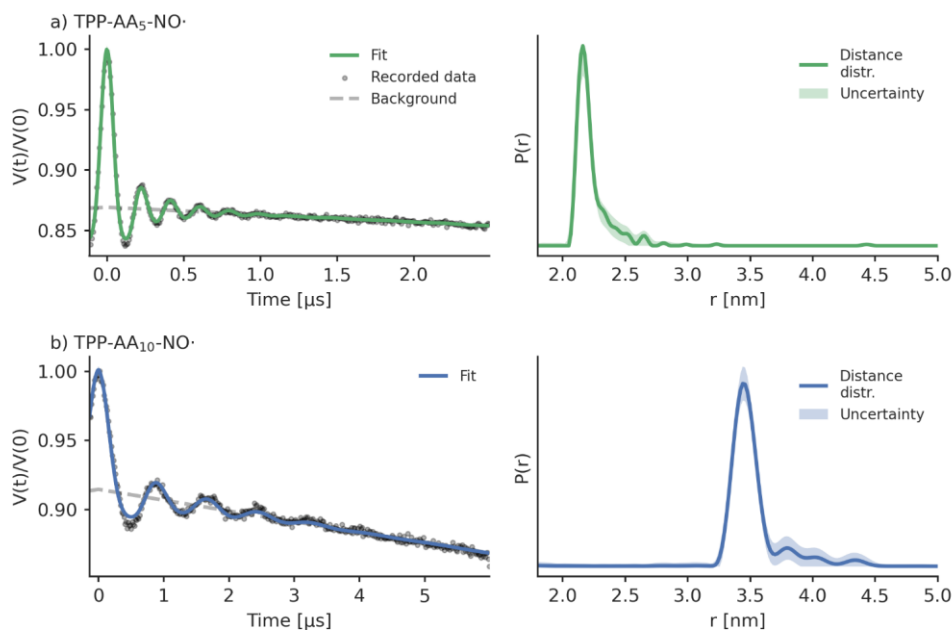 a) TPP-AA₅-NO·
V(t)/V(0)
1.00
0.95
0.90
0.85
Fit
Recorded data
Background
0.0 0.5 1.0 1.5 2.0
Time [μs]
P(r)
Distance
distr.
Uncertainty
2.0 2.5 3.0 3.5 4.0 4.5 5.0
r [nm]
b) TPP-AA₁₀-NO·
V(t)/V(0)
1.00
0.95
0.90
Fit
0 1 2 3 4 5
Time [μs]
P(r)
Distance
distr.
Uncertainty
2.0 2.5 3.0 3.5 4.0 4.5 5.0
r [nm]